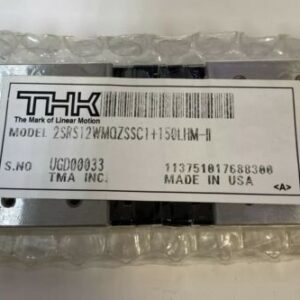 THK
The Mark of Linear Motion
MODEL 2SRS12WMQZSSC1+150LHM-II
S.NO UGD00033 113751017688300
TMA INC. MADE IN USA
<A>